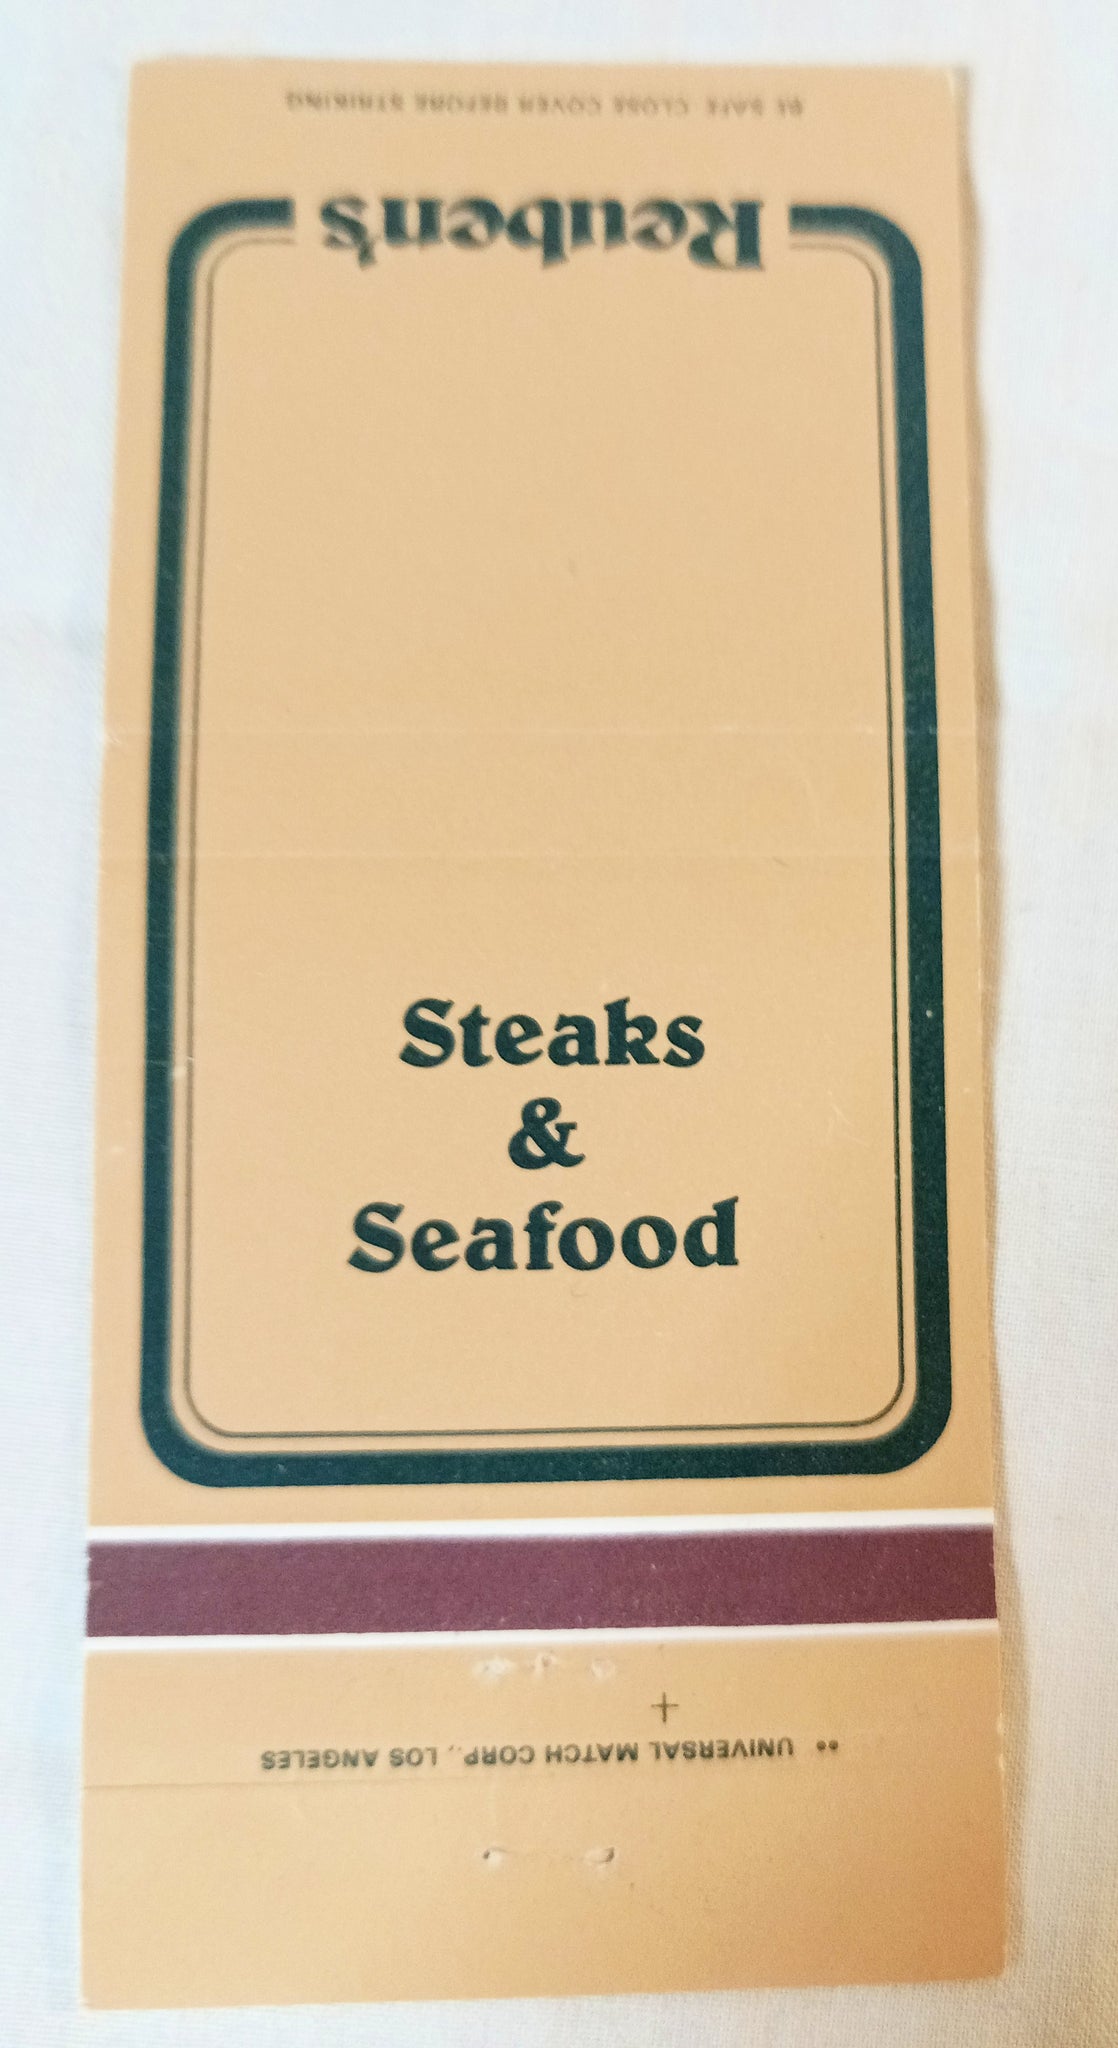 BE SAFE. CLOSE COVER BEFORE STRIKING
Reuben's
Steaks
&
Seafood
•• UNIVERSAL MATCH CORP., LOS ANGELES